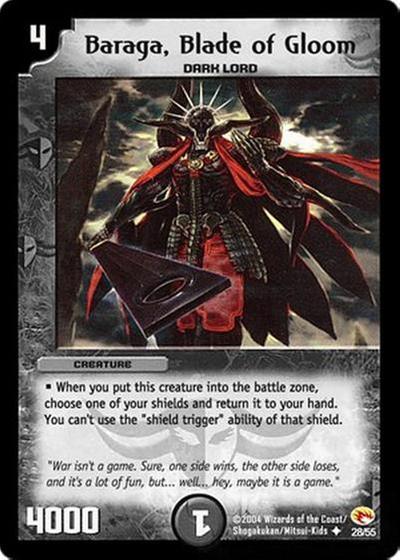 4
Baraga, Blade of Gloom
DARK LORD
CREATURE
▪ When you put this creature into the battle zone,
choose one of your shields and return it to your hand.
You can't use the "shield trigger" ability of that shield.
"War isn't a game. Sure, one side wins, the other side loses,
and it's a lot of fun, but... well... hey, maybe it is a game."
4000
1
©2004 Wizards of the Coast/
Shogakukan/Mitsui-Kids ✦ 28/55